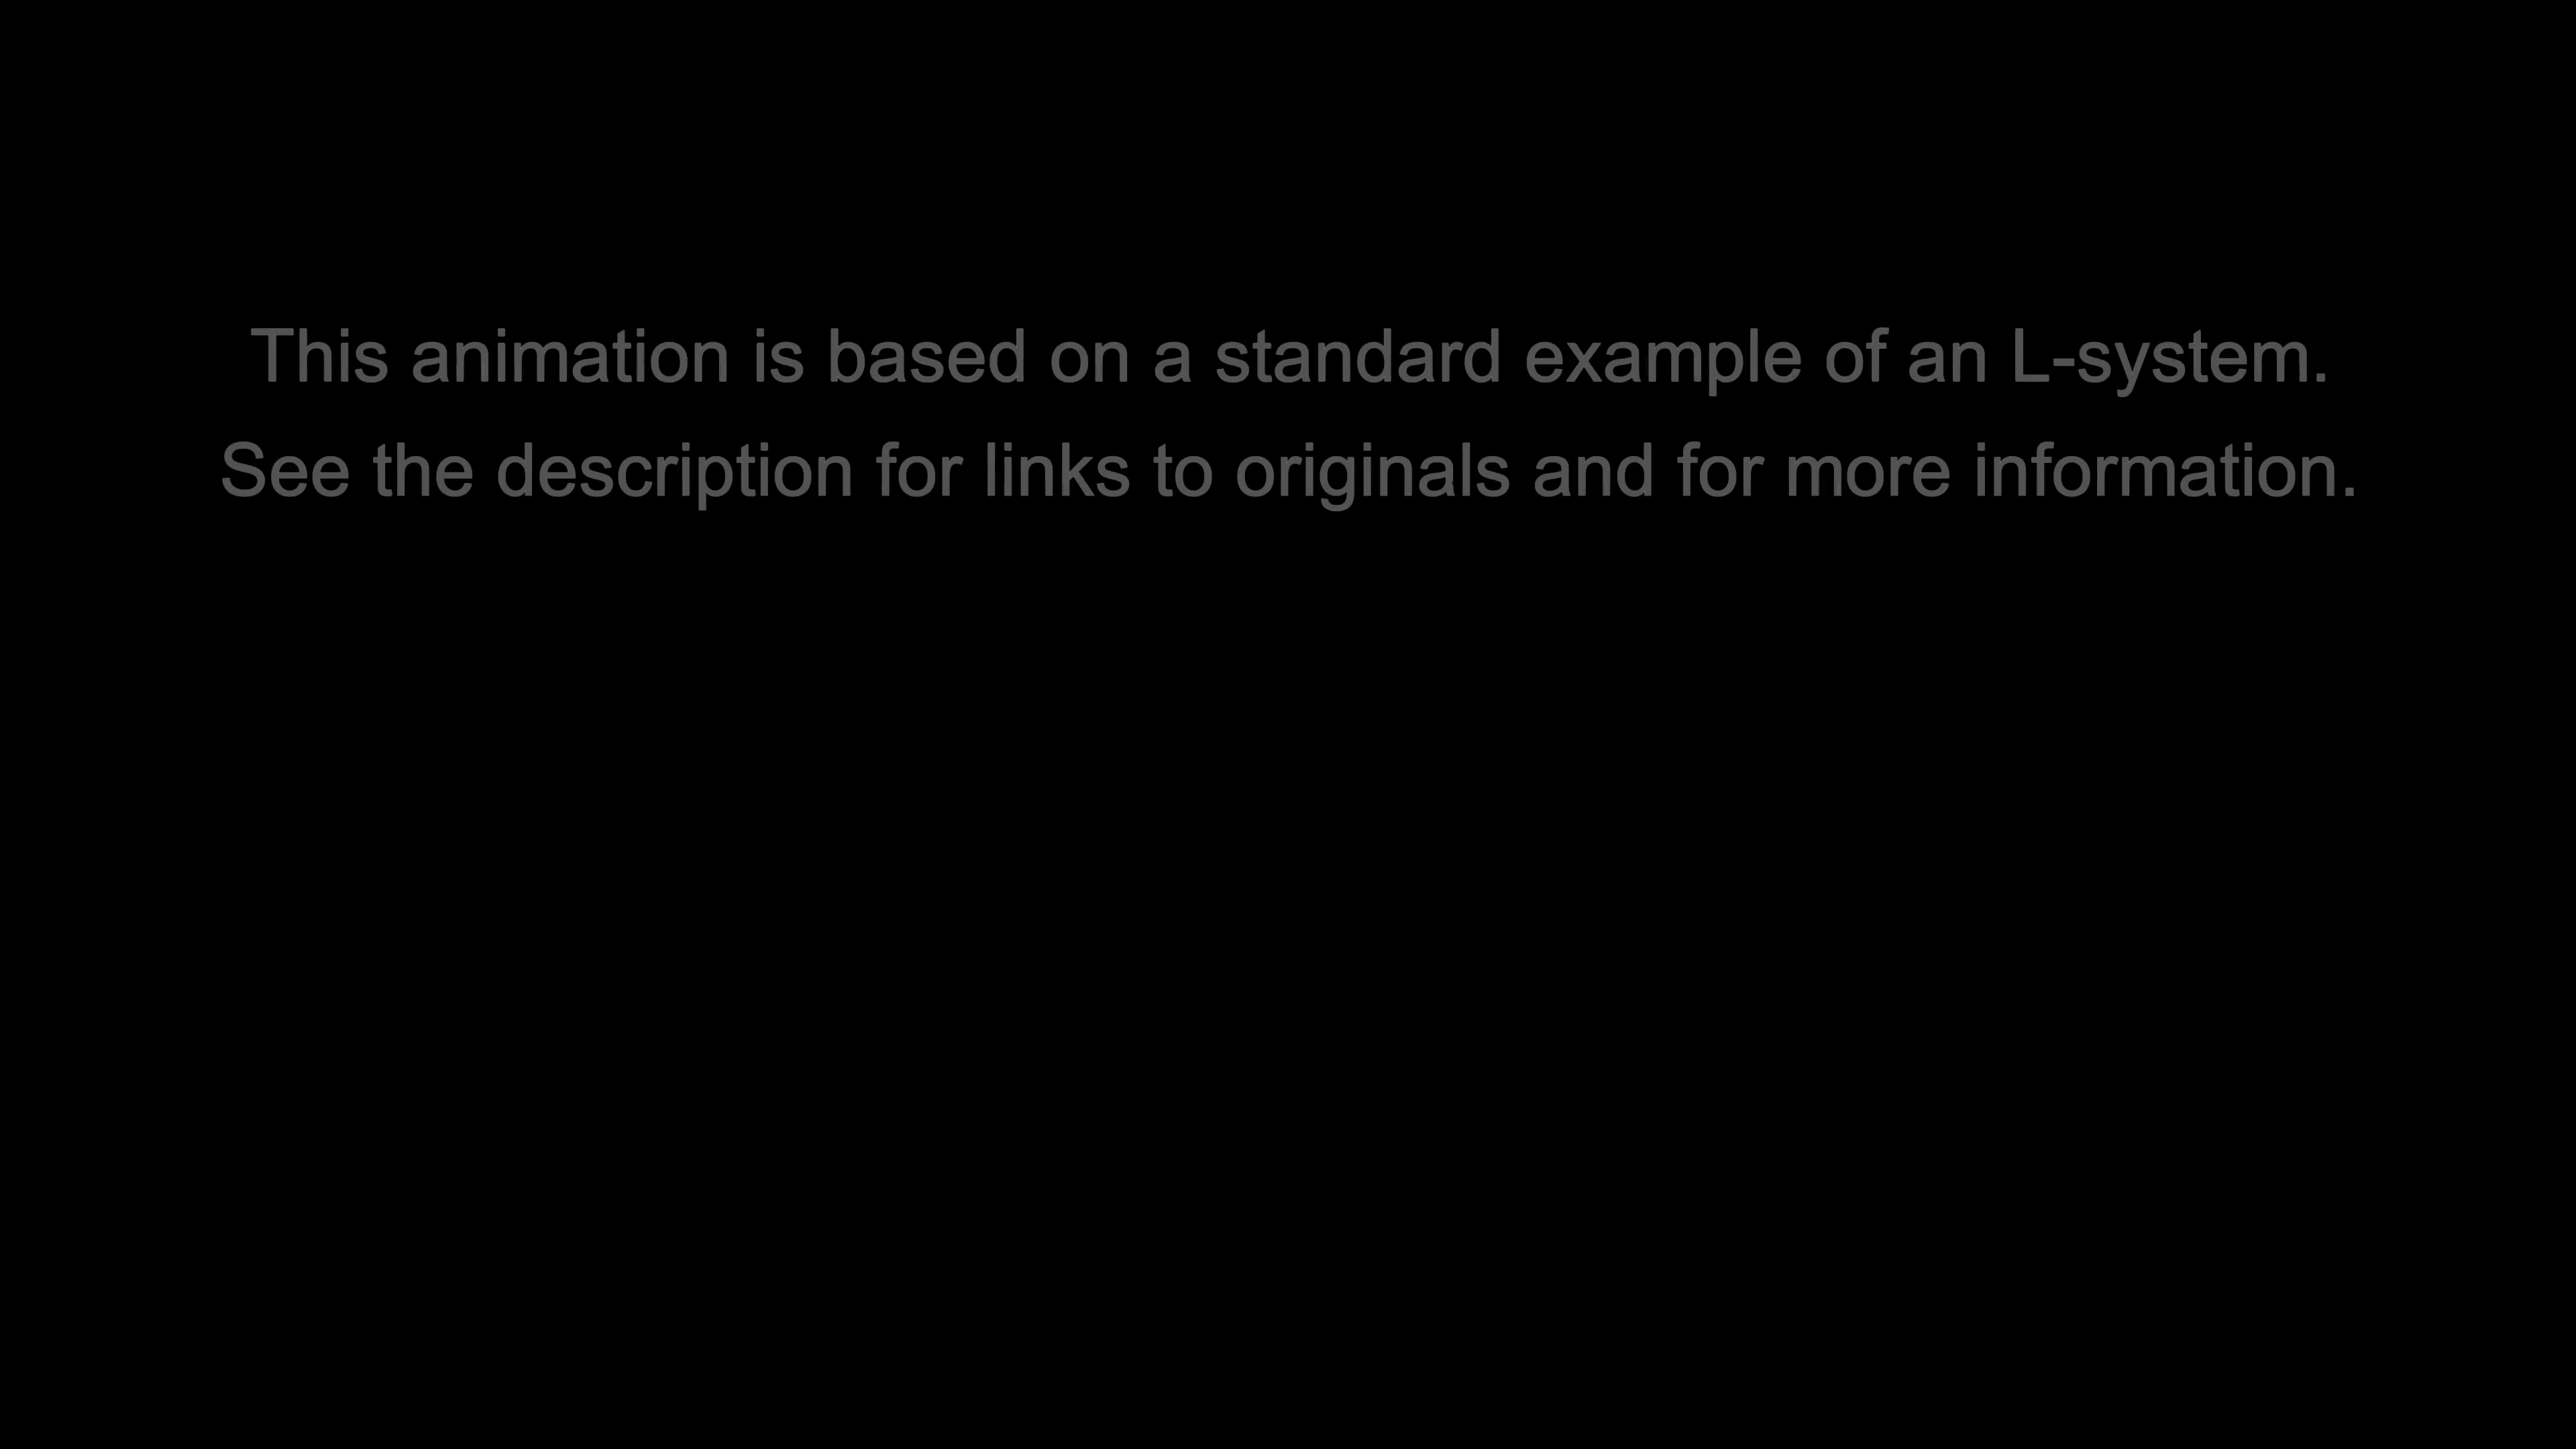 This animation is based on a standard example of an L-system.
See the description for links to originals and for more information.